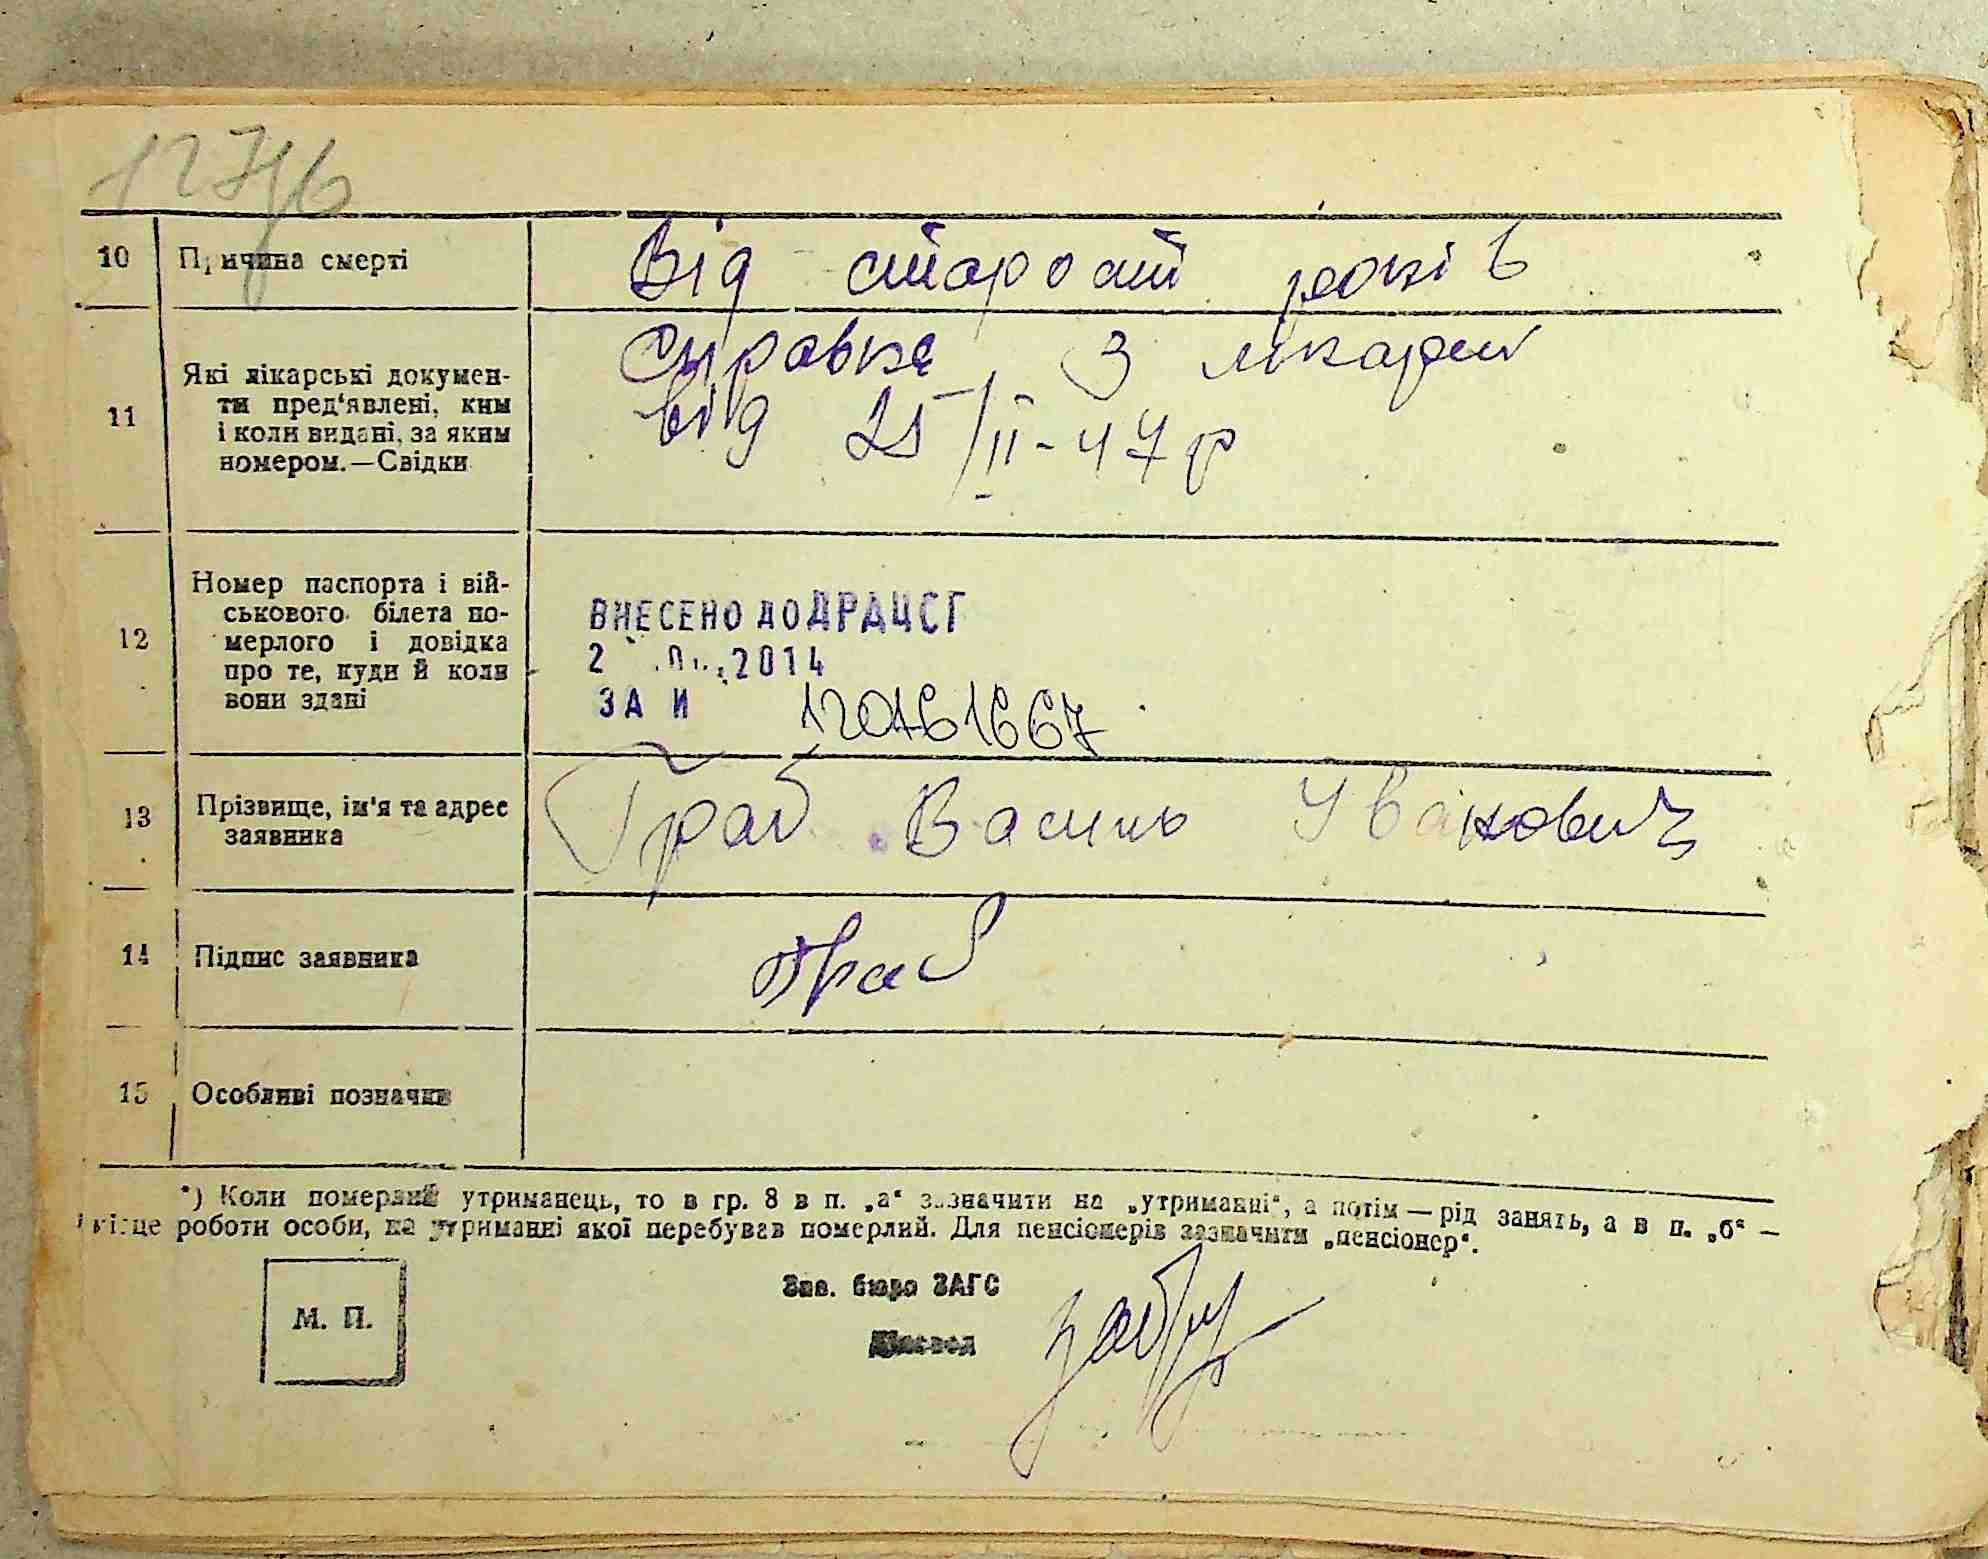 10 Причина смерті
Від старості років
11 Які лікарські докумен-
ти пред'явлені, ким
і коли видані, за яким
номером.—Свідки
Справка з лікарні
від 25/II-47р
12 Номер паспорта і вій-
ськового білета по-
мерлого і довідка
про те, куди й коли
вони здані
ВНЕСЕНО ДО ДРАЦСГ
2 2014
ЗА И 120161667
13 Прізвище, ім'я та адрес
заявника
Граб Василь Иванович
14 Підпис заявника
Граб
15 Особливі позначки
*) Коли померлий утриманець, то в гр. 8 в п. „а“ зазначити на „утриманні“, а потім — рід занять, а в п. „б“ —
місце роботи особи, на утриманні якої перебував померлий. Для пенсіонерів зазначити „пенсіонер“.
М. П.
Зав. бюро ЗАГС